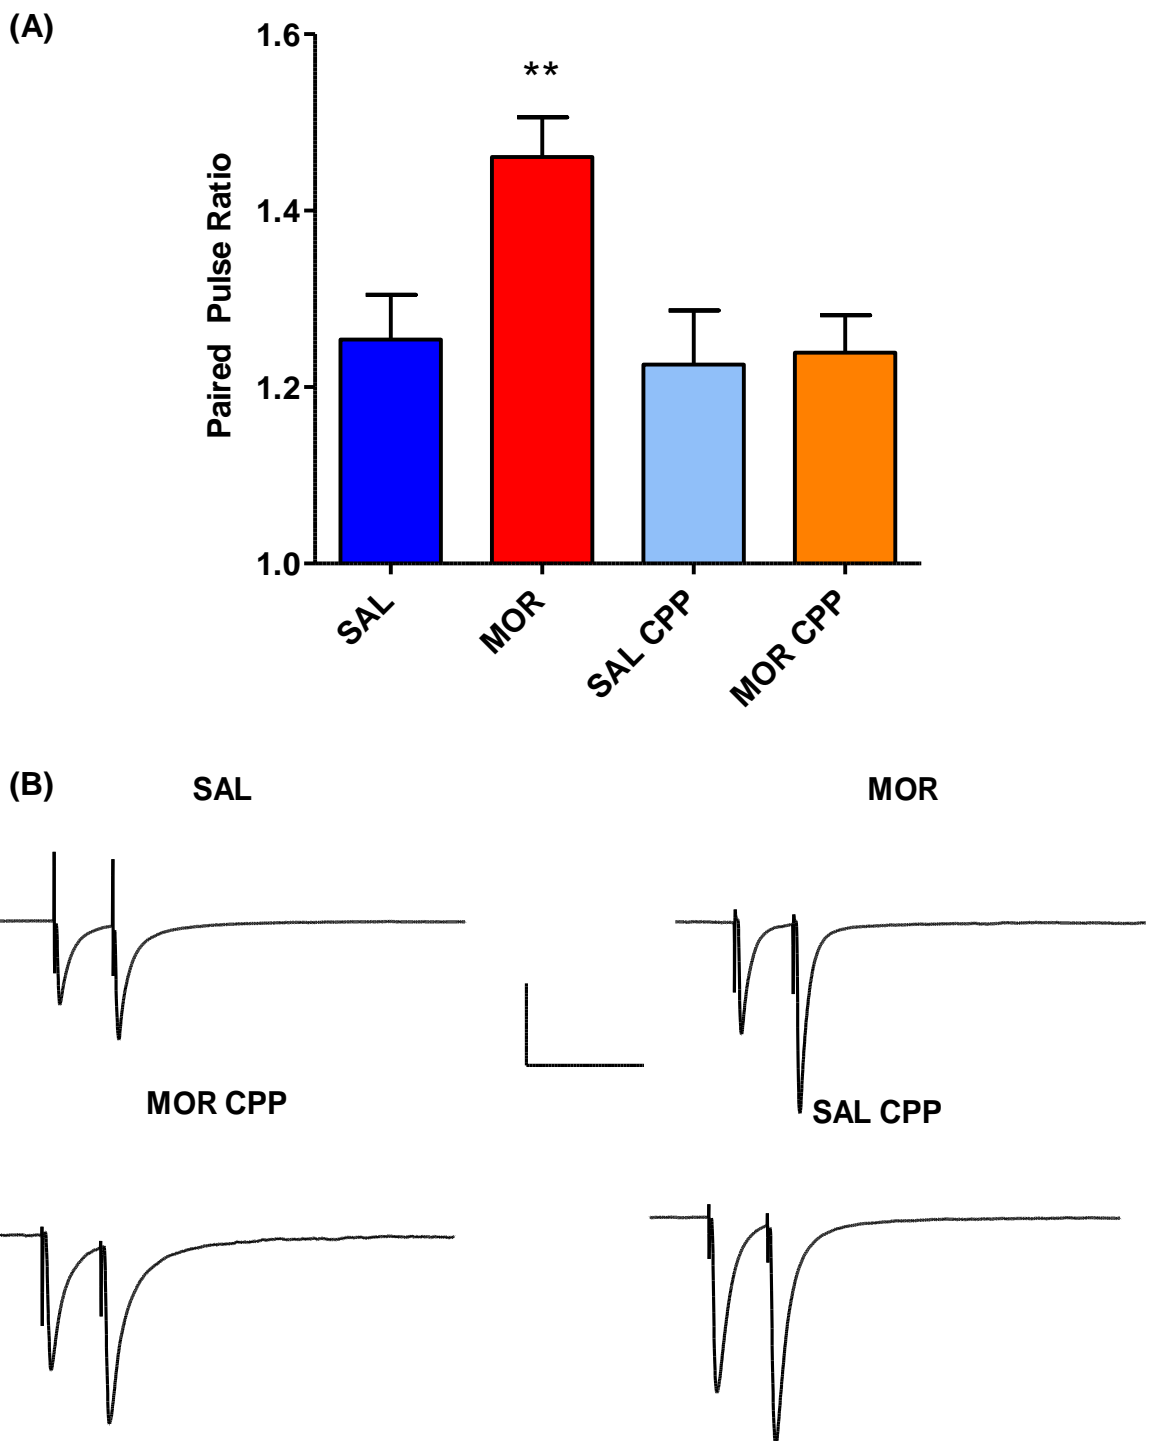 (A)
1.6
**
1.4
1.2
1.0
Paired Pulse Ratio
SAL
MOR
SAL CPP
MOR CPP
(B)
SAL
MOR
MOR CPP
SAL CPP